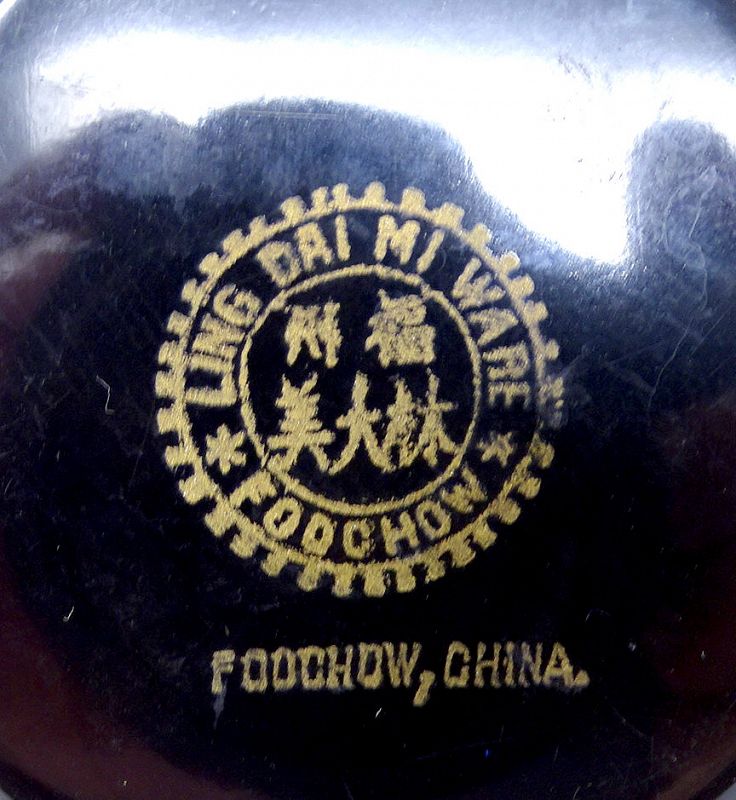 LING DAI MI WARE
福州
林大美
FOOCHOW
FOOCHOW, CHINA.